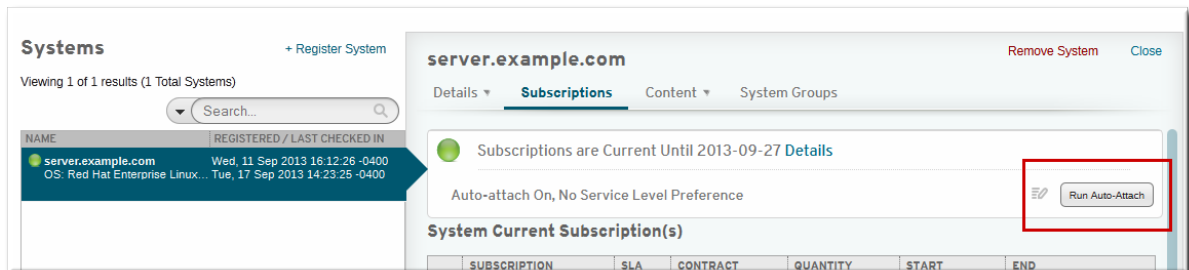 Systems
+ Register System
Viewing 1 of 1 results (1 Total Systems)
Search...
NAME REGISTERED / LAST CHECKED IN
server.example.com Wed, 11 Sep 2013 16:12:26 -0400
OS: Red Hat Enterprise Linux... Tue, 17 Sep 2013 14:23:25 -0400
server.example.com
Remove System Close
Details Subscriptions Content System Groups
Subscriptions are Current Until 2013-09-27 Details
Auto-attach On, No Service Level Preference
Run Auto-Attach
System Current Subscription(s)
SUBSCRIPTION SLA CONTRACT QUANTITY START END